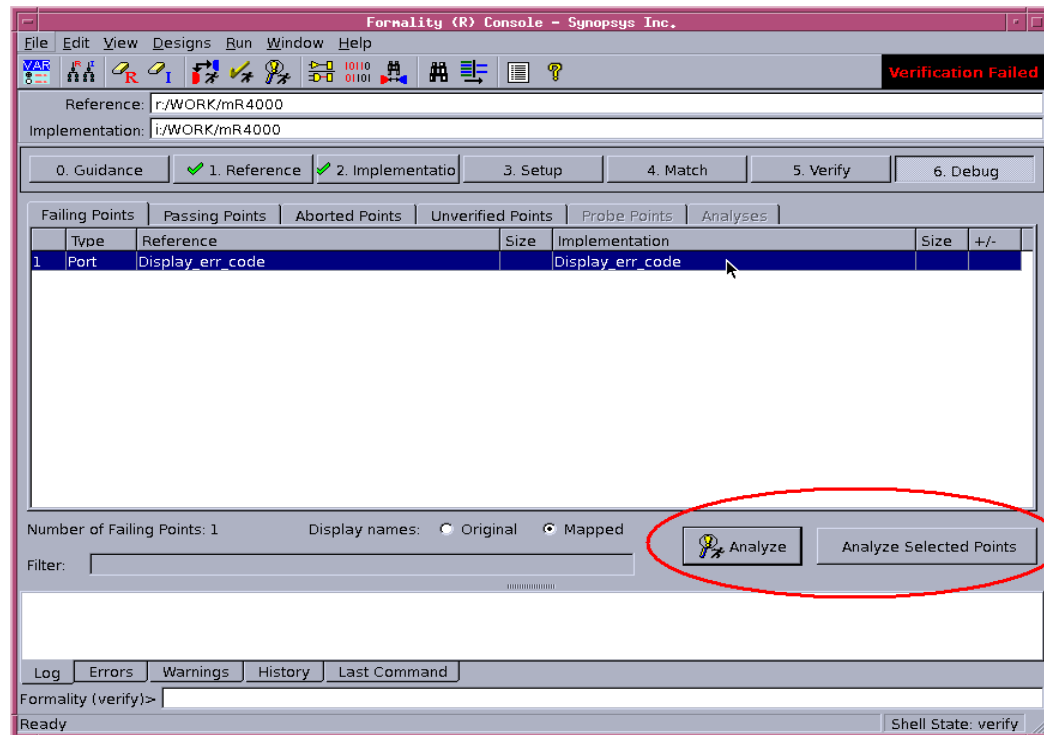 Formality (R) Console - Synopsys Inc.
File Edit View Designs Run Window Help
VAR R I R I 10110 01101 ? Verification Failed
Reference: r:/WORK/mR4000
Implementation: i:/WORK/mR4000
0. Guidance 1. Reference 2. Implementatio 3. Setup 4. Match 5. Verify 6. Debug
Failing Points Passing Points Aborted Points Unverified Points Probe Points Analyses
Type Reference Size Implementation Size +/-
1 Port Display_err_code Display_err_code
Number of Failing Points: 1 Display names: Original Mapped
Analyze Analyze Selected Points
Filter:
Log Errors Warnings History Last Command
Formality (verify)>
Ready Shell State: verify